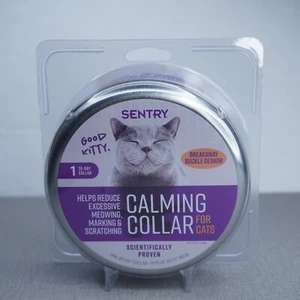 SENTRY
GOOD
KITTY.
BREAKAWAY
BUCKLE DESIGN!
1 28-DAY
COLLAR
HELPS REDUCE
EXCESSIVE
MEOWING,
MARKING &
SCRATCHING
CALMING
COLLAR FOR
CATS
SCIENTIFICALLY
PROVEN